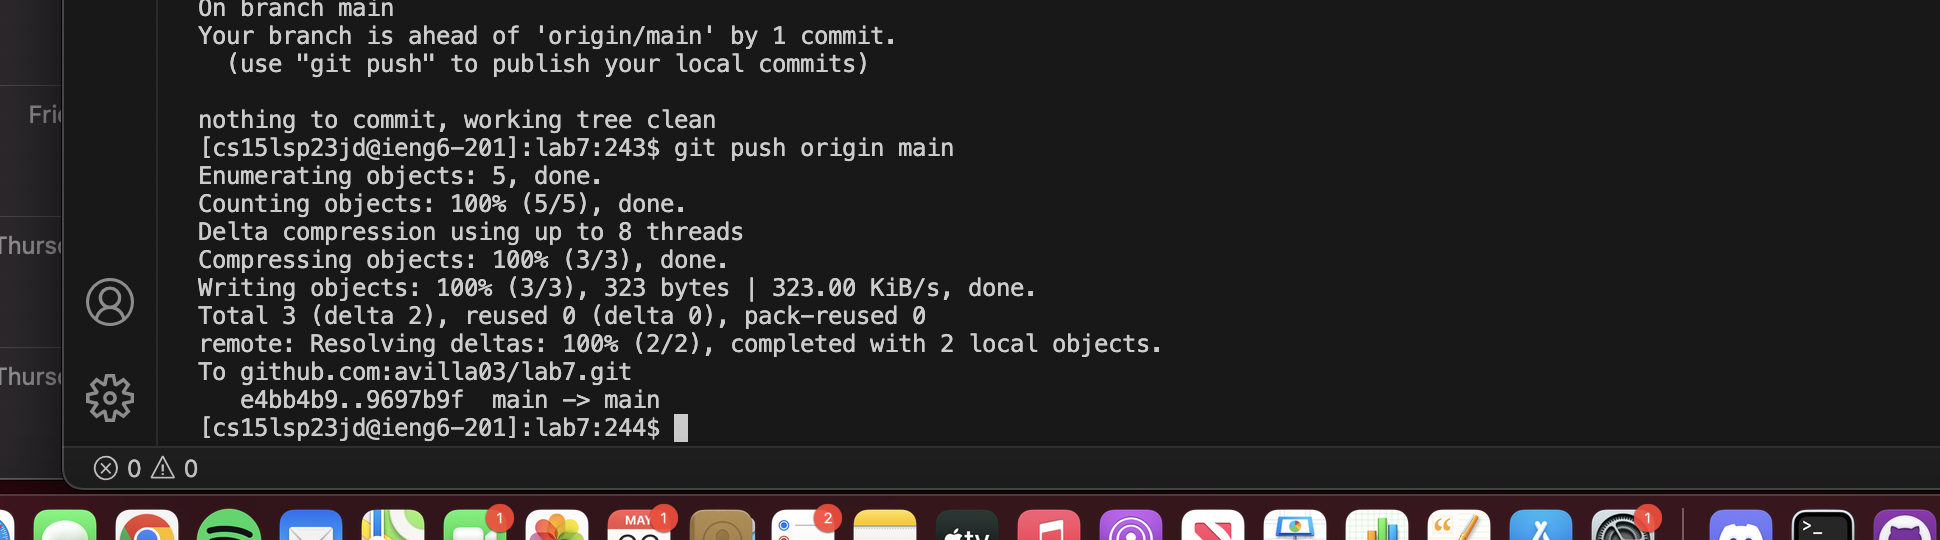 On branch main
Your branch is ahead of 'origin/main' by 1 commit.
  (use "git push" to publish your local commits)
Fri
nothing to commit, working tree clean
[cs15lsp23jd@ieng6-201]:lab7:243$ git push origin main
Enumerating objects: 5, done.
Counting objects: 100% (5/5), done.
Delta compression using up to 8 threads
Thurs
Compressing objects: 100% (3/3), done.
Writing objects: 100% (3/3), 323 bytes | 323.00 KiB/s, done.
Total 3 (delta 2), reused 0 (delta 0), pack-reused 0
remote: Resolving deltas: 100% (2/2), completed with 2 local objects.
To github.com:avilla03/lab7.git
Thurs
   e4bb4b9..9697b9f  main -> main
[cs15lsp23jd@ieng6-201]:lab7:244$
0 0
1
MAY 1
2
tv
1
>_